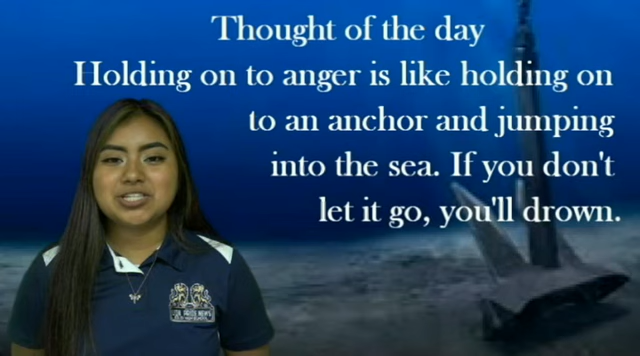 Thought of the day
Holding on to anger is like holding on
to an anchor and jumping
into the sea. If you don't
let it go, you'll drown.